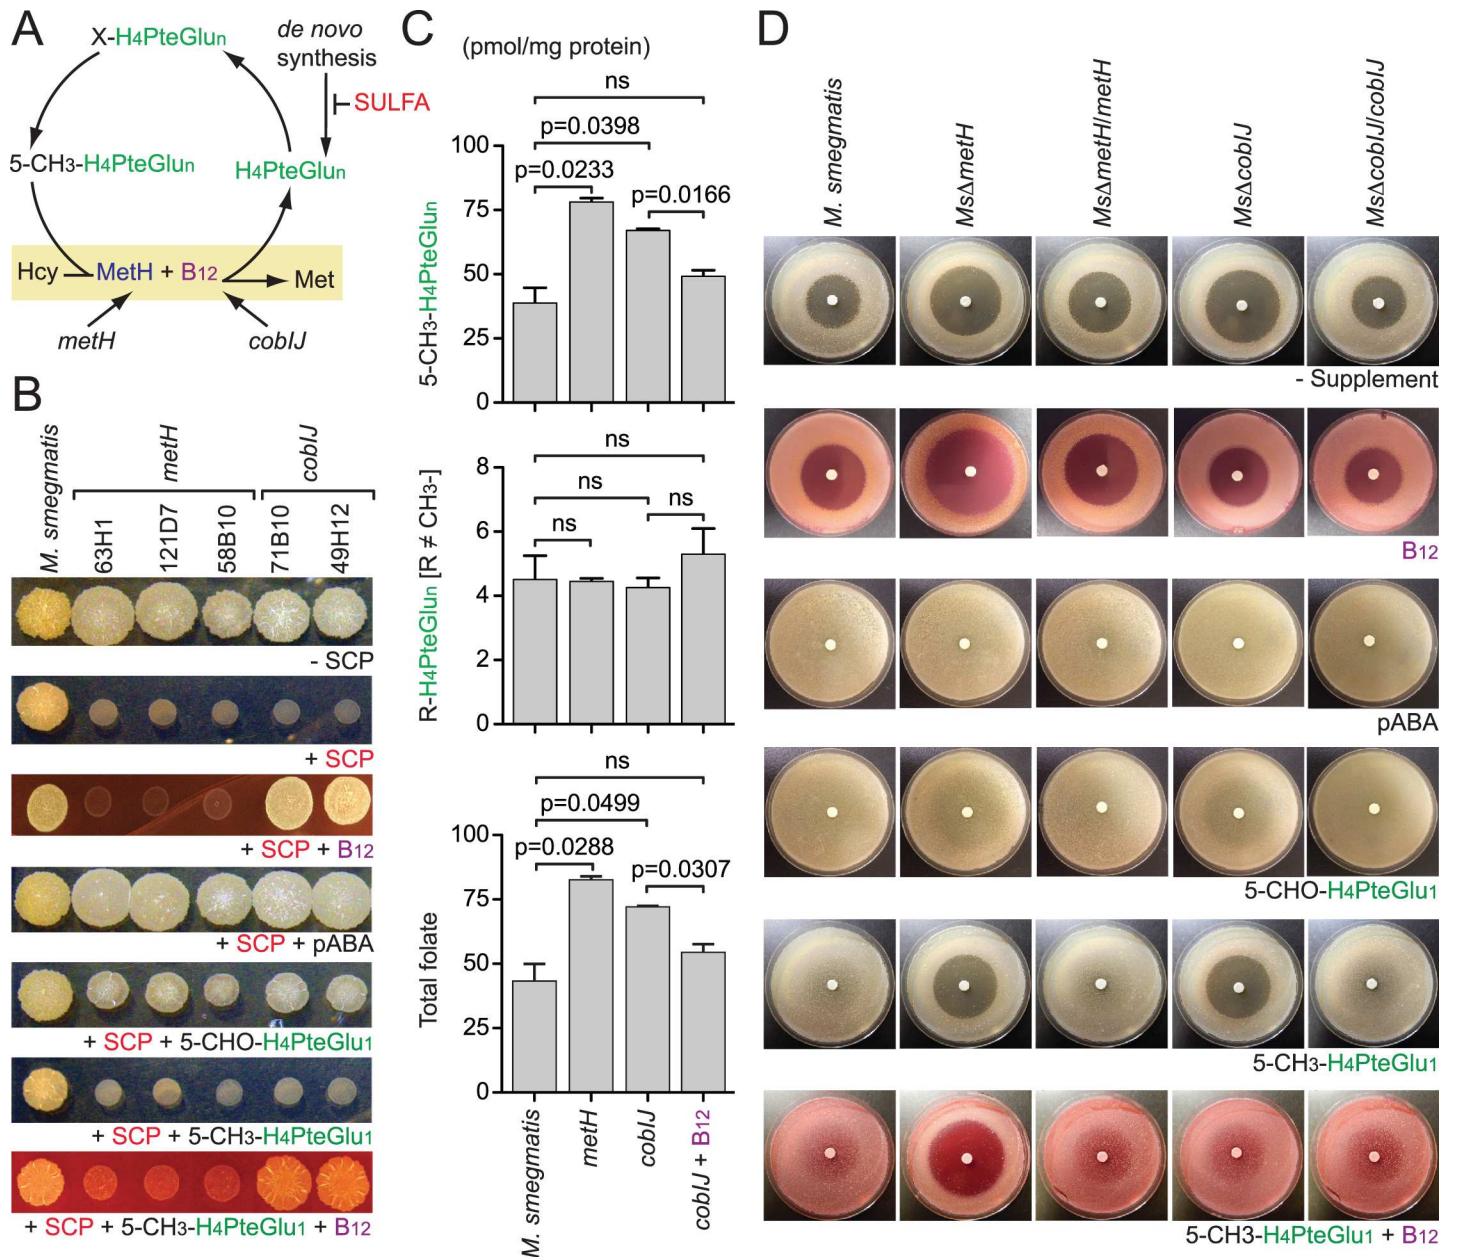 A
X-H4PteGlun
de novo
synthesis
SULFA
5-CH3-H4PteGlun
H4PteGlun
Hcy
MetH + B12
Met
metH
cobIJ
B
M. smegmatis
metH
cobIJ
63H1
121D7
58B10
71B10
49H12
- SCP
+ SCP
+ SCP + B12
+ SCP + pABA
+ SCP + 5-CHO-H4PteGlu1
+ SCP + 5-CH3-H4PteGlu1
+ SCP + 5-CH3-H4PteGlu1 + B12
C
(pmol/mg protein)
ns
p=0.0398
p=0.0233
p=0.0166
5-CH3-H4PteGlun
100
75
50
25
0
ns
ns
ns
ns
R-H4PteGlun [R ≠ CH3-]
8
6
4
2
0
ns
p=0.0499
p=0.0288
p=0.0307
Total folate
100
75
50
25
0
M. segmatis
metH
cobIJ
cobIJ + B12
D
M. smegmatis
MsΔmetH
MsΔmetH/metH
MsΔcobIJ
MsΔcobIJ/cobIJ
- Supplement
B12
pABA
5-CHO-H4PteGlu1
5-CH3-H4PteGlu1
5-CH3-H4PteGlu1 + B12